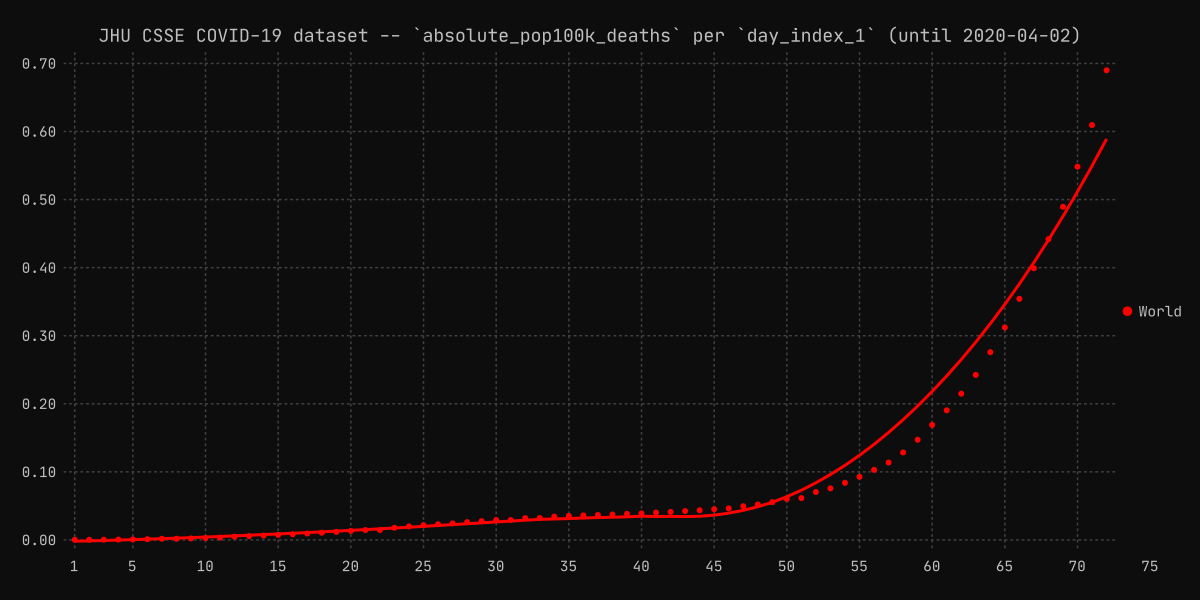 JHU CSSE COVID-19 dataset -- `absolute_pop100k_deaths` per `day_index_1` (until 2020-04-02)
0.70
0.60
0.50
0.40
0.30
0.20
0.10
0.00
World
1 5 10 15 20 25 30 35 40 45 50 55 60 65 70 75